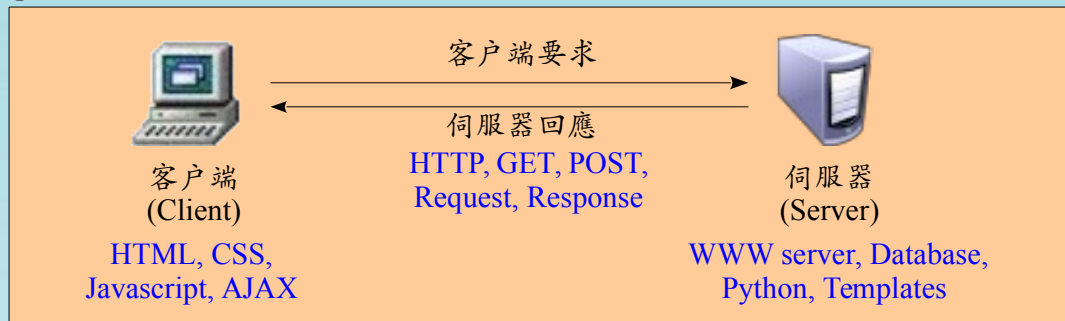 客户端要求
伺服器回應
HTTP, GET, POST,
Request, Response
客户端
(Client)
HTML, CSS,
Javascript, AJAX
伺服器
(Server)
WWW server, Database,
Python, Templates